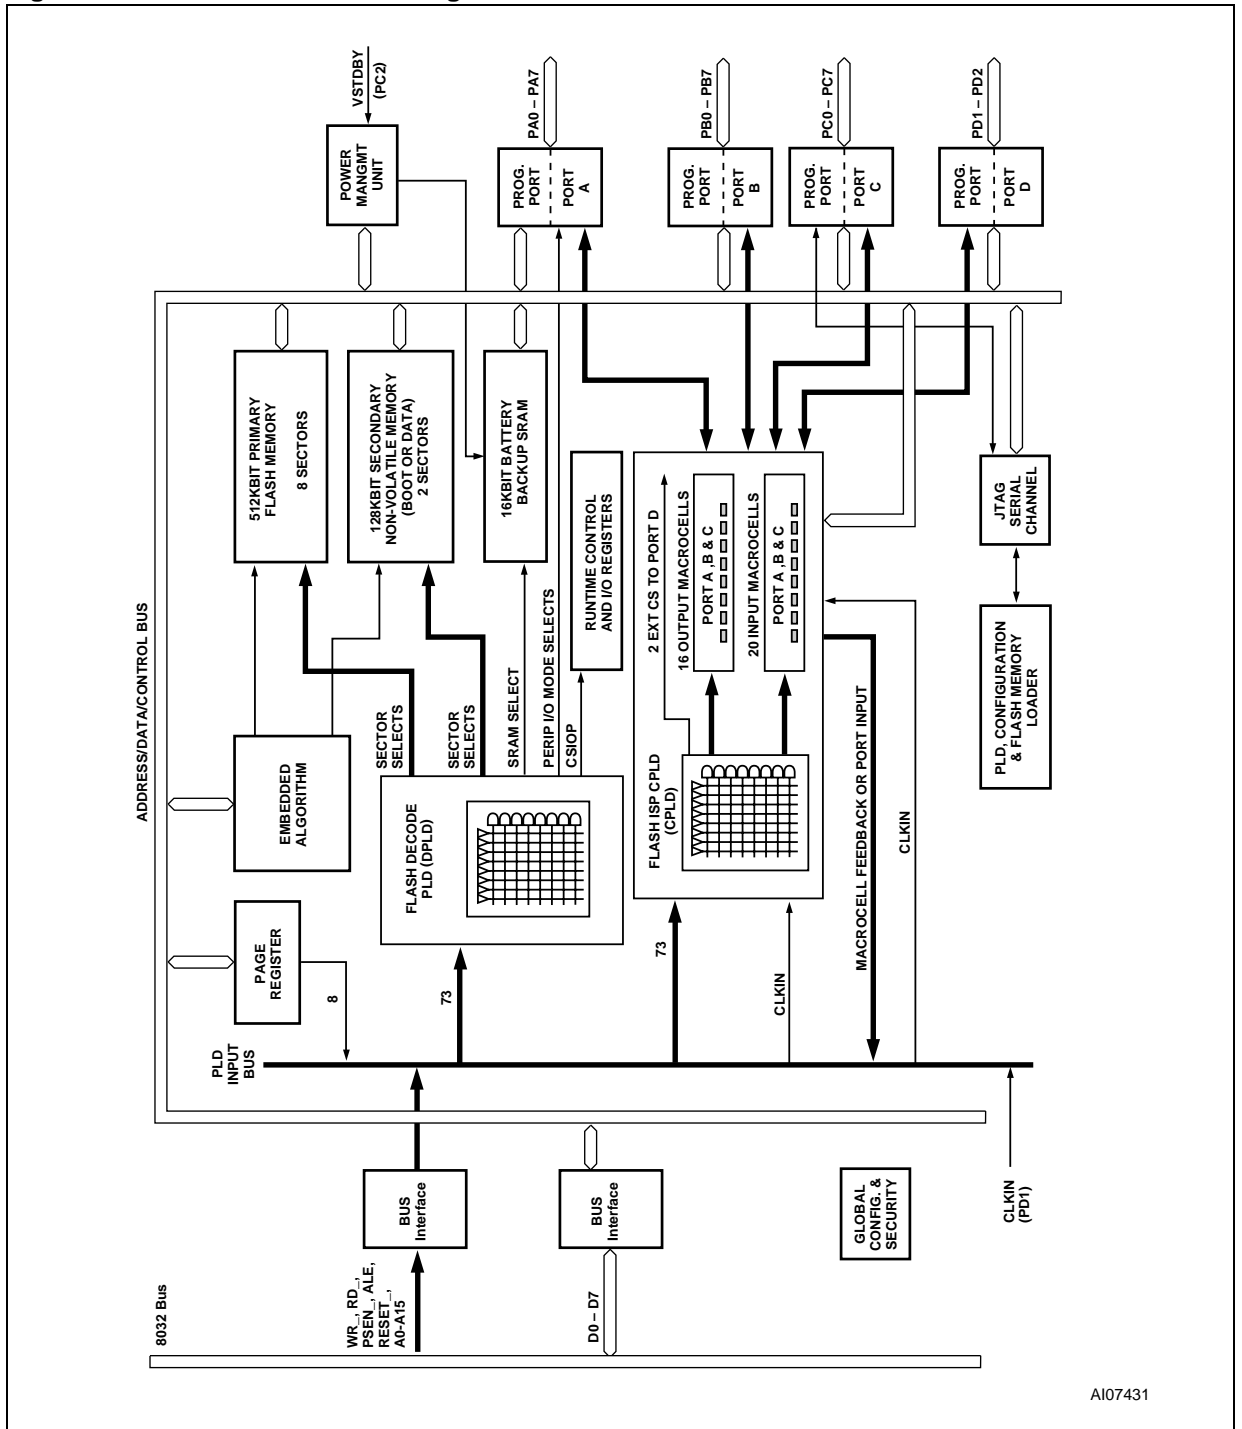 VSTDBY
(PC2)
PA0 – PA7
PB0 – PB7
PC0 – PC7
PD1 – PD2
POWER
MANGMT
UNIT
PROG.
PORT
PORT
A
PROG.
PORT
PORT
B
PROG.
PORT
PORT
C
PROG.
PORT
PORT
D
ADDRESS/DATA/CONTROL BUS
512KBIT PRIMARY
FLASH MEMORY
8 SECTORS
128KBIT SECONDARY
NON-VOLATILE MEMORY
(BOOT OR DATA)
2 SECTORS
16KBIT BATTERY
BACKUP SRAM
RUNTIME CONTROL
AND I/O REGISTERS
2 EXT CS TO PORT D
16 OUTPUT MACROCELLS
PORT A ,B & C
20 INPUT MACROCELLS
PORT A ,B & C
JTAG
SERIAL
CHANNEL
PLD, CONFIGURATION
& FLASH MEMORY
LOADER
EMBEDDED
ALGORITHM
SECTOR
SELECTS
SECTOR
SELECTS
SRAM SELECT
PERIP I/O MODE SELECTS
CSIOP
FLASH DECODE
PLD (DPLD)
FLASH ISP CPLD
(CPLD)
MACROCELL FEEDBACK OR PORT INPUT
CLKIN
PAGE
REGISTER
8
73
73
CLKIN
PLD
INPUT
BUS
BUS
Interface
BUS
Interface
GLOBAL
CONFIG. &
SECURITY
CLKIN
(PD1)
8032 Bus
WR_, RD_,
PSEN_, ALE,
RESET_,
A0-A15
D0 – D7
AI07431